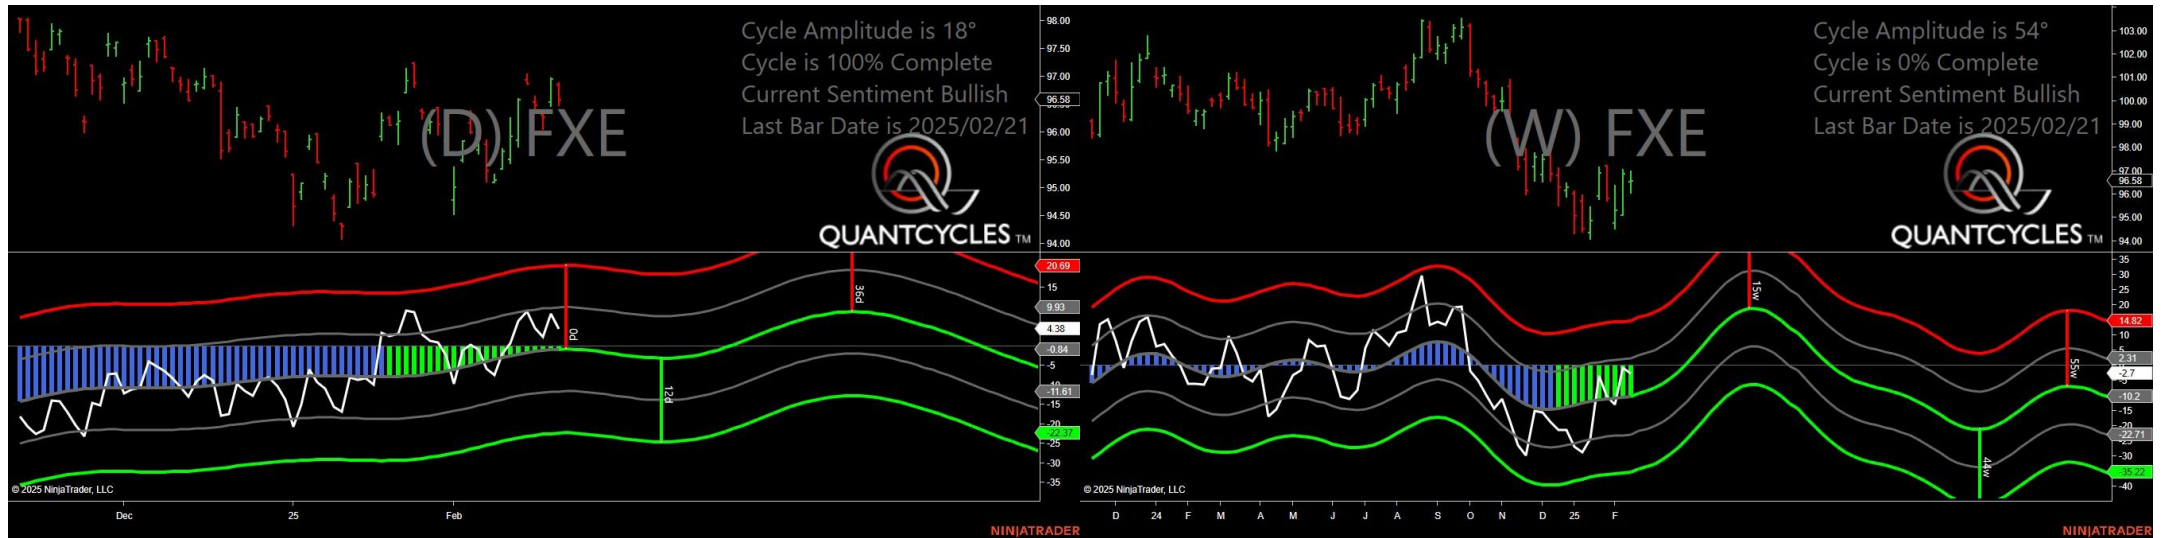 Cycle Amplitude is 18°
Cycle is 100% Complete
Current Sentiment Bullish
Last Bar Date is 2025/02/21
(D) FXE
QUANTCYCLES TM
98.00
97.50
97.00
96.58
96.00
95.50
95.00
94.50
94.00
20.69
15
9.93
4.38
-0.84
-5
-11.61
-15
-20
-22.37
-25
-30
-35
0d
12d
36d
© 2025 NinjaTrader, LLC
Dec
25
Feb
NINJATRADER
Cycle Amplitude is 54°
Cycle is 0% Complete
Current Sentiment Bullish
Last Bar Date is 2025/02/21
(W) FXE
QUANTCYCLES TM
103.00
102.00
101.00
100.00
99.00
98.00
97.00
96.58
96.00
95.00
94.00
35
30
25
20
14.82
10
2.31
-2.7
-10.2
-15
-22.71
-30
-35.22
-40
15w
44w
55w
© 2025 NinjaTrader, LLC
D 24 F M A M J J A S O N D 25 F
NINJATRADER